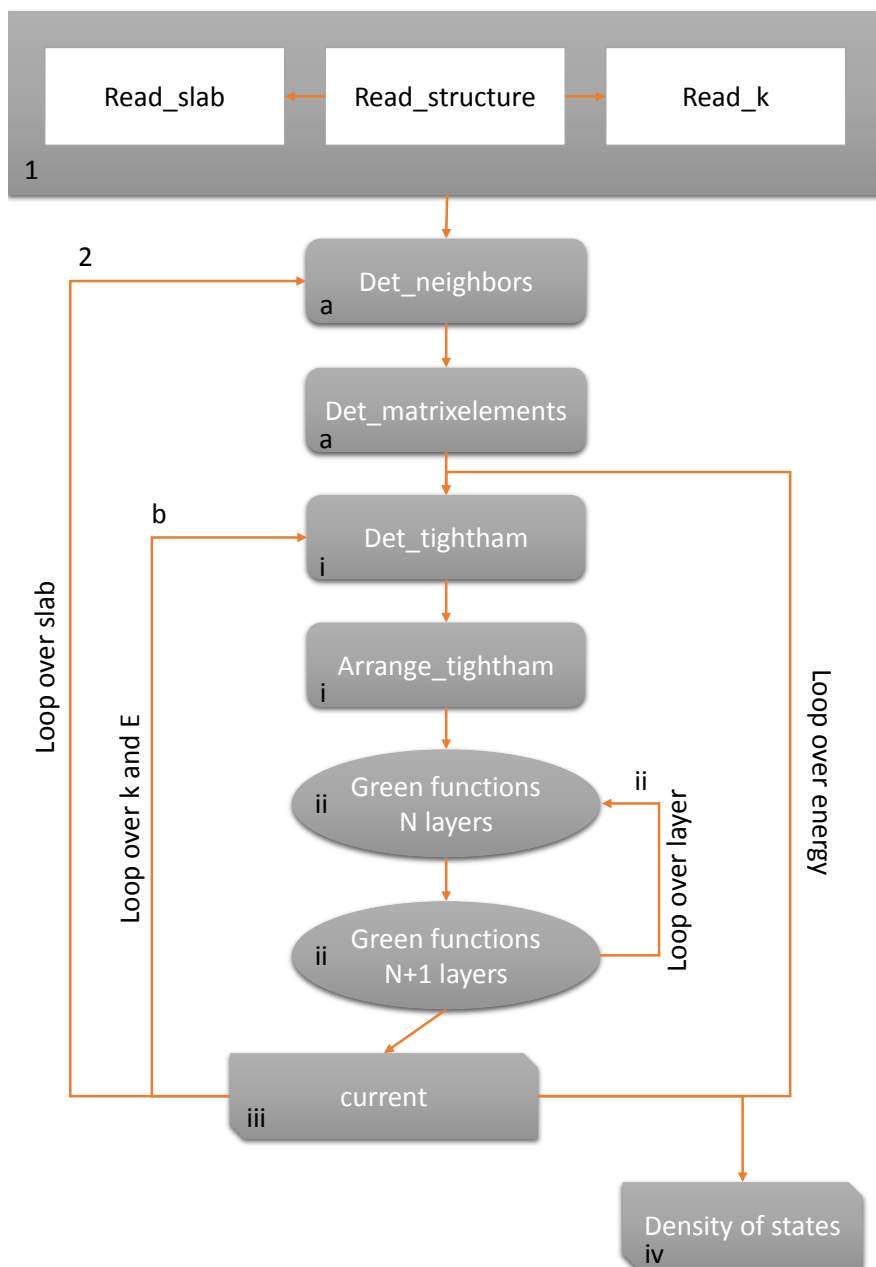 Read_slab
Read_structure
Read_k
1
2
Det_neighbors
a
Det_matrixelements
a
b
Det_tightham
i
Loop over slab
Loop over k and E
Arrange_tightham
i
Loop over energy
Green functions
N layers
ii
ii
Loop over layer
Green functions
N+1 layers
ii
current
iii
Density of states
iv